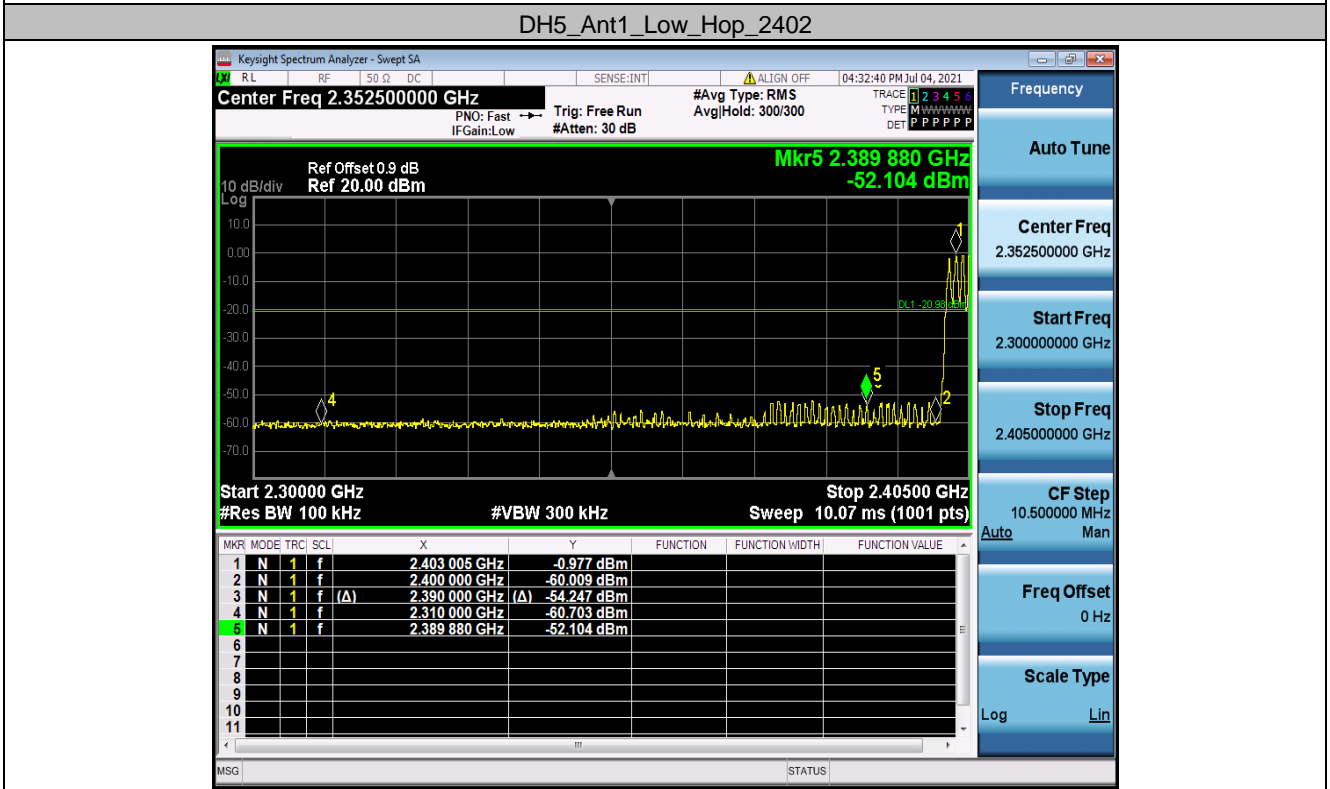 DH5_Ant1_Low_Hop_2402
Keysight Spectrum Analyzer - Swept SA
LXI RL RF 50 Ω DC SENSE:INT ALIGN OFF 04:32:40 PM Jul 04, 2021
Center Freq 2.352500000 GHz
PNO: Fast
IFGain:Low
Trig: Free Run
#Atten: 30 dB
#Avg Type: RMS
Avg|Hold: 300/300
TRACE 1 2 3 4 5 6
TYPE M W W W W W
DET P P P P P P
Frequency
Auto Tune
Center Freq
2.352500000 GHz
Start Freq
2.300000000 GHz
Stop Freq
2.405000000 GHz
CF Step
10.500000 MHz
Auto Man
Freq Offset
0 Hz
Scale Type
Log Lin
Mkr5 2.389 880 GHz
-52.104 dBm
Ref Offset 0.9 dB
10 dB/div Ref 20.00 dBm
Log
10.0
0.00
-10.0
-20.0
-30.0
-40.0
-50.0
-60.0
-70.0
DL1 -20.98 dBm
1
2
4
5
Start 2.30000 GHz Stop 2.40500 GHz
#Res BW 100 kHz #VBW 300 kHz Sweep 10.07 ms (1001 pts)
MKR MODE TRC SCL X Y FUNCTION FUNCTION WIDTH FUNCTION VALUE
1 N 1 f 2.403 005 GHz -0.977 dBm
2 N 1 f 2.400 000 GHz -60.009 dBm
3 N 1 f (Δ) 2.390 000 GHz (Δ) -54.247 dBm
4 N 1 f 2.310 000 GHz -60.703 dBm
5 N 1 f 2.389 880 GHz -52.104 dBm
6
7
8
9
10
11
MSG STATUS